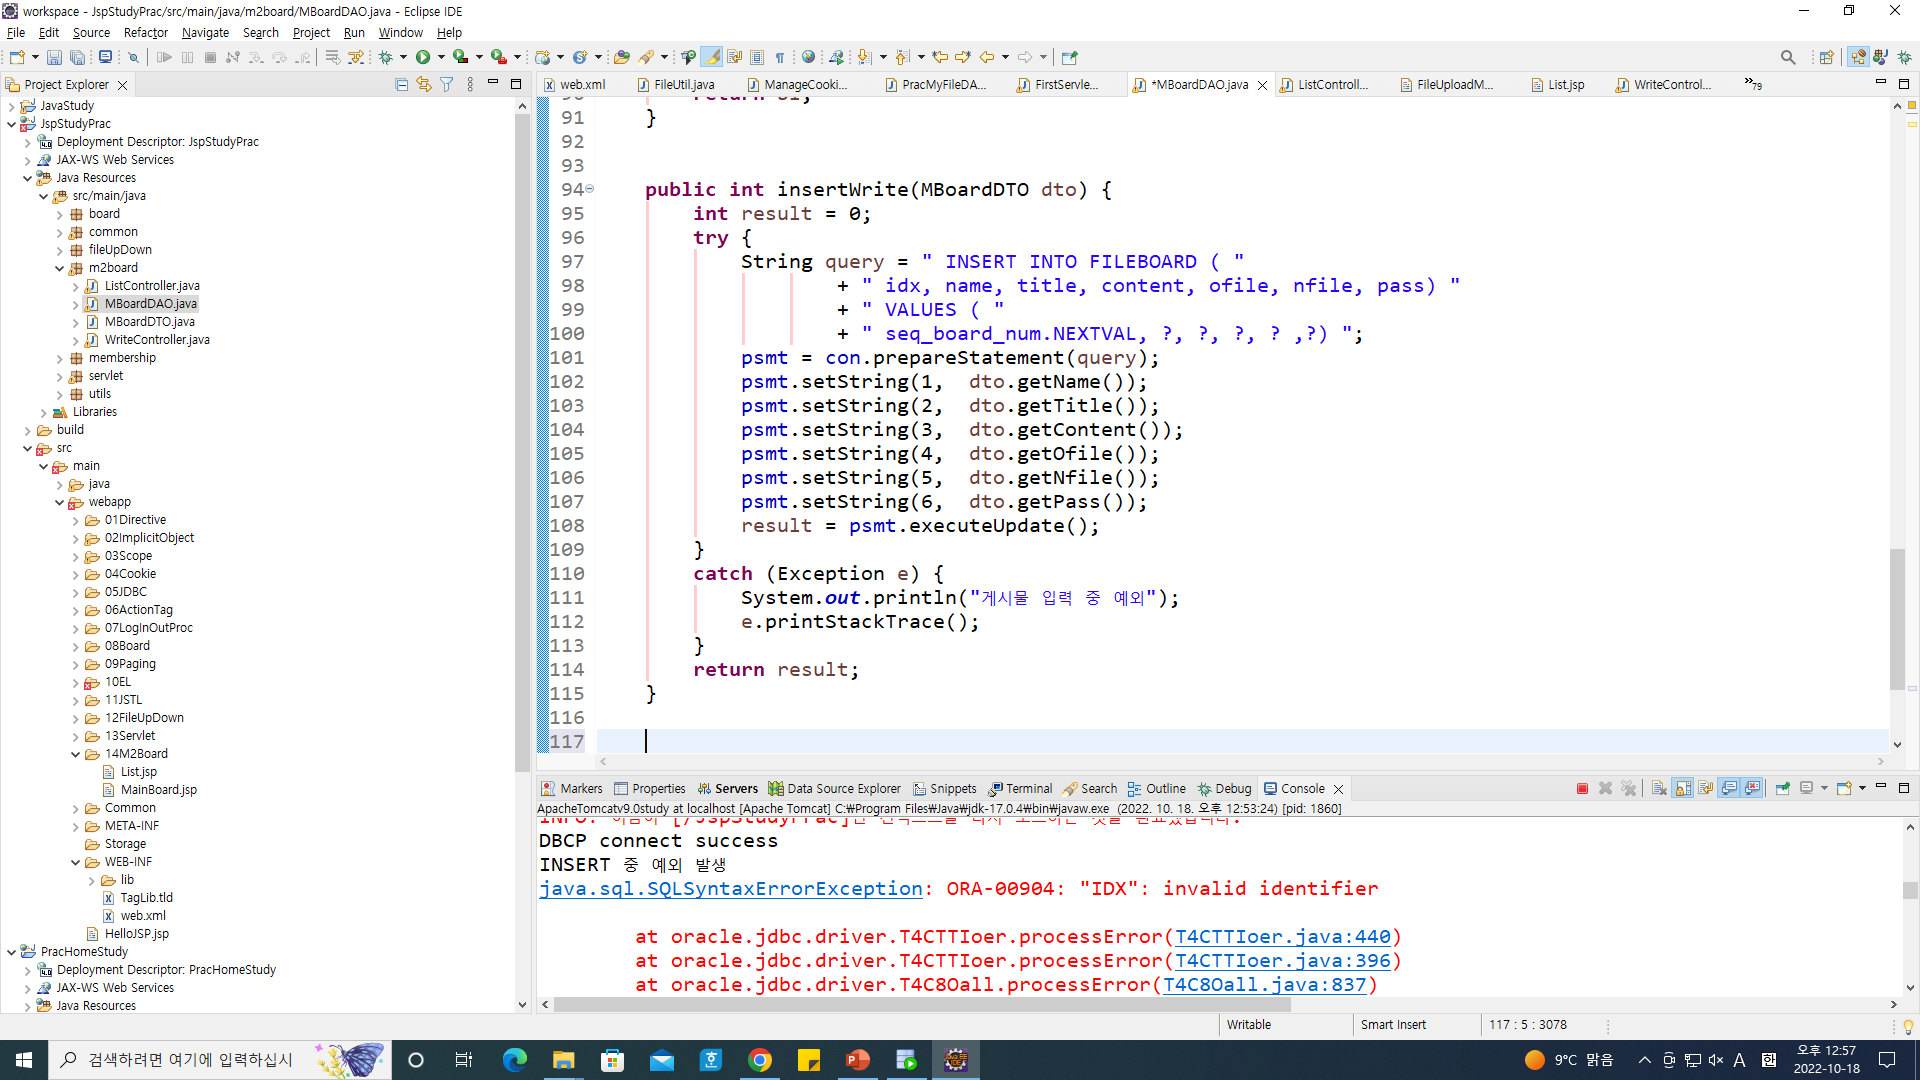 workspace - JspStudyPrac/src/main/java/m2board/MBoardDAO.java - Eclipse IDE
File Edit Source Refactor Navigate Search Project Run Window Help
Project Explorer
JavaStudy
JspStudyPrac
Deployment Descriptor: JspStudyPrac
JAX-WS Web Services
Java Resources
src/main/java
board
common
fileUpDown
m2board
ListController.java
MBoardDAO.java
MBoardDTO.java
WriteController.java
membership
servlet
utils
Libraries
build
src
main
java
webapp
01Directive
02ImplicitObject
03Scope
04Cookie
05JDBC
06ActionTag
07LogInOutProc
08Board
09Paging
10EL
11JSTL
12FileUpDown
13Servlet
14M2Board
List.jsp
MainBoard.jsp
Common
META-INF
Storage
WEB-INF
lib
TagLib.tld
web.xml
HelloJSP.jsp
PracHomeStudy
Deployment Descriptor: PracHomeStudy
JAX-WS Web Services
Java Resources
web.xml FileUtil.java ManageCooki... PracMyFileDA... FirstServle... *MBoardDAO.java ListControll... FileUploadM... List.jsp WriteControl... »79
91 }
92
93
94 public int insertWrite(MBoardDTO dto) {
95 int result = 0;
96 try {
97 String query = " INSERT INTO FILEBOARD ( "
98 + " idx, name, title, content, ofile, nfile, pass) "
99 + " VALUES ( "
100 + " seq_board_num.NEXTVAL, ?, ?, ?, ? ,?) ";
101 psmt = con.prepareStatement(query);
102 psmt.setString(1, dto.getName());
103 psmt.setString(2, dto.getTitle());
104 psmt.setString(3, dto.getContent());
105 psmt.setString(4, dto.getOfile());
106 psmt.setString(5, dto.getNfile());
107 psmt.setString(6, dto.getPass());
108 result = psmt.executeUpdate();
109 }
110 catch (Exception e) {
111 System.out.println("게시물 입력 중 예외");
112 e.printStackTrace();
113 }
114 return result;
115 }
116
117
Markers Properties Servers Data Source Explorer Snippets Terminal Search Outline Debug Console
ApacheTomcatv9.0study at localhost [Apache Tomcat] C:₩Program Files₩Java₩jdk-17.0.4₩bin₩javaw.exe (2022. 10. 18. 오후 12:53:24) [pid: 1860]
DBCP connect success
INSERT 중 예외 발생
java.sql.SQLSyntaxErrorException: ORA-00904: "IDX": invalid identifier
at oracle.jdbc.driver.T4CTTIoer.processError(T4CTTIoer.java:440)
at oracle.jdbc.driver.T4CTTIoer.processError(T4CTTIoer.java:396)
at oracle.jdbc.driver.T4C8Oall.processError(T4C8Oall.java:837)
Writable Smart Insert 117 : 5 : 3078
검색하려면 여기에 입력하십시
9°C 맑음
A 한
오후 12:57
2022-10-18